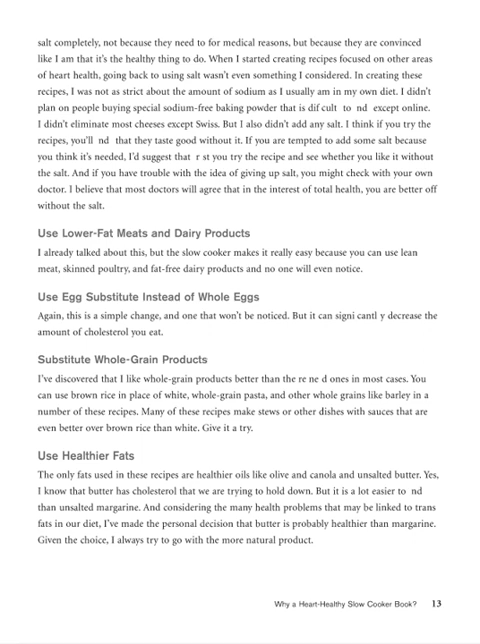 salt completely, not because they need to for medical reasons, but because they are convinced
like I am that it's the healthy thing to do. When I started creating recipes focused on other areas
of heart health, going back to using salt wasn't even something I considered. In creating these
recipes, I was not as strict about the amount of sodium as I usually am in my own diet. I didn't
plan on people buying special sodium-free baking powder that is dif cult to nd except online.
I didn't eliminate most cheeses except Swiss. But I also didn't add any salt. I think if you try the
recipes, you'll nd that they taste good without it. If you are tempted to add some salt because
you think it's needed, I'd suggest that r st you try the recipe and see whether you like it without
the salt. And if you have trouble with the idea of giving up salt, you might check with your own
doctor. I believe that most doctors will agree that in the interest of total health, you are better off
without the salt.
Use Lower-Fat Meats and Dairy Products
I already talked about this, but the slow cooker makes it really easy because you can use lean
meat, skinned poultry, and fat-free dairy products and no one will even notice.
Use Egg Substitute Instead of Whole Eggs
Again, this is a simple change, and one that won't be noticed. But it can signi cantl y decrease the
amount of cholesterol you eat.
Substitute Whole-Grain Products
I've discovered that I like whole-grain products better than the re ne d ones in most cases. You
can use brown rice in place of white, whole-grain pasta, and other whole grains like barley in a
number of these recipes. Many of these recipes make stews or other dishes with sauces that are
even better over brown rice than white. Give it a try.
Use Healthier Fats
The only fats used in these recipes are healthier oils like olive and canola and unsalted butter. Yes,
I know that butter has cholesterol that we are trying to hold down. But it is a lot easier to nd
than unsalted margarine. And considering the many health problems that may be linked to trans
fats in our diet, I've made the personal decision that butter is probably healthier than margarine.
Given the choice, I always try to go with the more natural product.
Why a Heart-Healthy Slow Cooker Book? 13